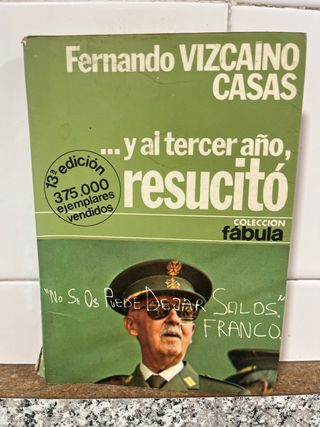 Fernando VIZCAINO
CASAS
... y al tercer año,
resucitó
13ª edición
375.000
ejemplares
vendidos
COLECCION
fábula
"No SE OS PUEDE DEJAR SOLOS."
FRANCO.